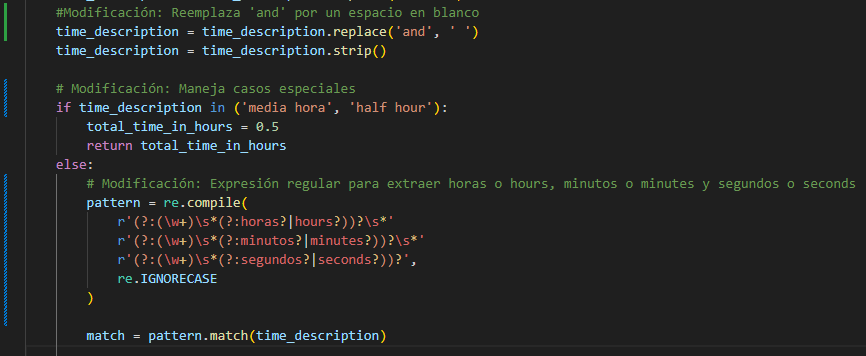 #Modificación: Reemplaza 'and' por un espacio en blanco
time_description = time_description.replace('and', ' ')
time_description = time_description.strip()
# Modificación: Maneja casos especiales
if time_description in ('media hora', 'half hour'):
total_time_in_hours = 0.5
return total_time_in_hours
else:
# Modificación: Expresión regular para extraer horas o hours, minutos o minutes y segundos o seconds
pattern = re.compile(
r'(?:(\w+)\s*(?:horas?|hours?))?\s*'
r'(?:(\w+)\s*(?:minutos?|minutes?))?\s*'
r'(?:(\w+)\s*(?:segundos?|seconds?))?',
re.IGNORECASE
)
match = pattern.match(time_description)